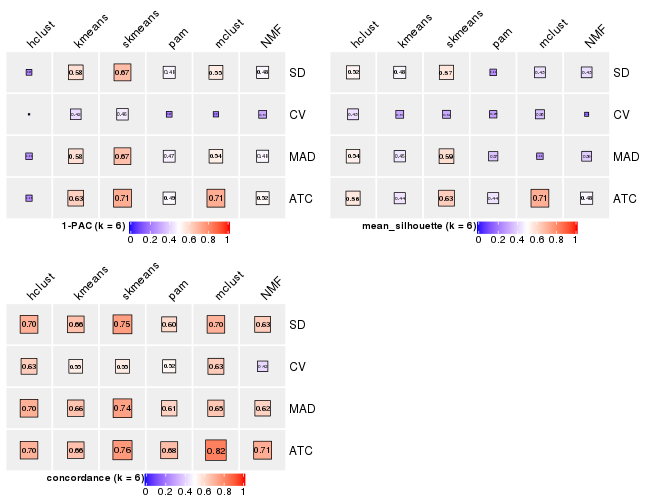 hclust kmeans skmeans pam mclust NMF
0.58 0.67 0.48 0.55 0.48 SD
CV
0.58 0.67 0.47 0.54 0.48 MAD
0.63 0.71 0.49 0.71 0.52 ATC
1-PAC (k = 6)
0 0.2 0.4 0.6 0.8 1
hclust kmeans skmeans pam mclust NMF
0.52 0.48 0.57 SD
CV
0.54 0.59 MAD
0.56 0.44 0.63 0.44 0.71 0.48 ATC
mean_silhouette (k = 6)
0 0.2 0.4 0.6 0.8 1
hclust kmeans skmeans pam mclust NMF
0.70 0.66 0.75 0.60 0.70 0.63 SD
0.63 0.55 0.55 0.52 0.63 CV
0.70 0.66 0.74 0.61 0.65 0.62 MAD
0.70 0.66 0.76 0.68 0.82 0.71 ATC
concordance (k = 6)
0 0.2 0.4 0.6 0.8 1